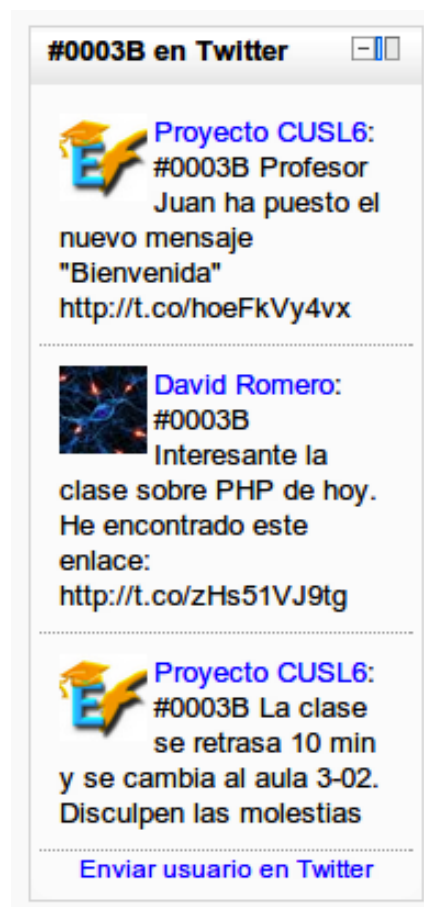 #0003B en Twitter
Proyecto CUSL6:
#0003B Profesor
Juan ha puesto el
nuevo mensaje
"Bienvenida"
http://t.co/hoeFkVy4vx
David Romero:
#0003B
Interesante la
clase sobre PHP de hoy.
He encontrado este
enlace:
http://t.co/zHs51VJ9tg
Proyecto CUSL6:
#0003B La clase
se retrasa 10 min
y se cambia al aula 3-02.
Disculpen las molestias
Enviar usuario en Twitter